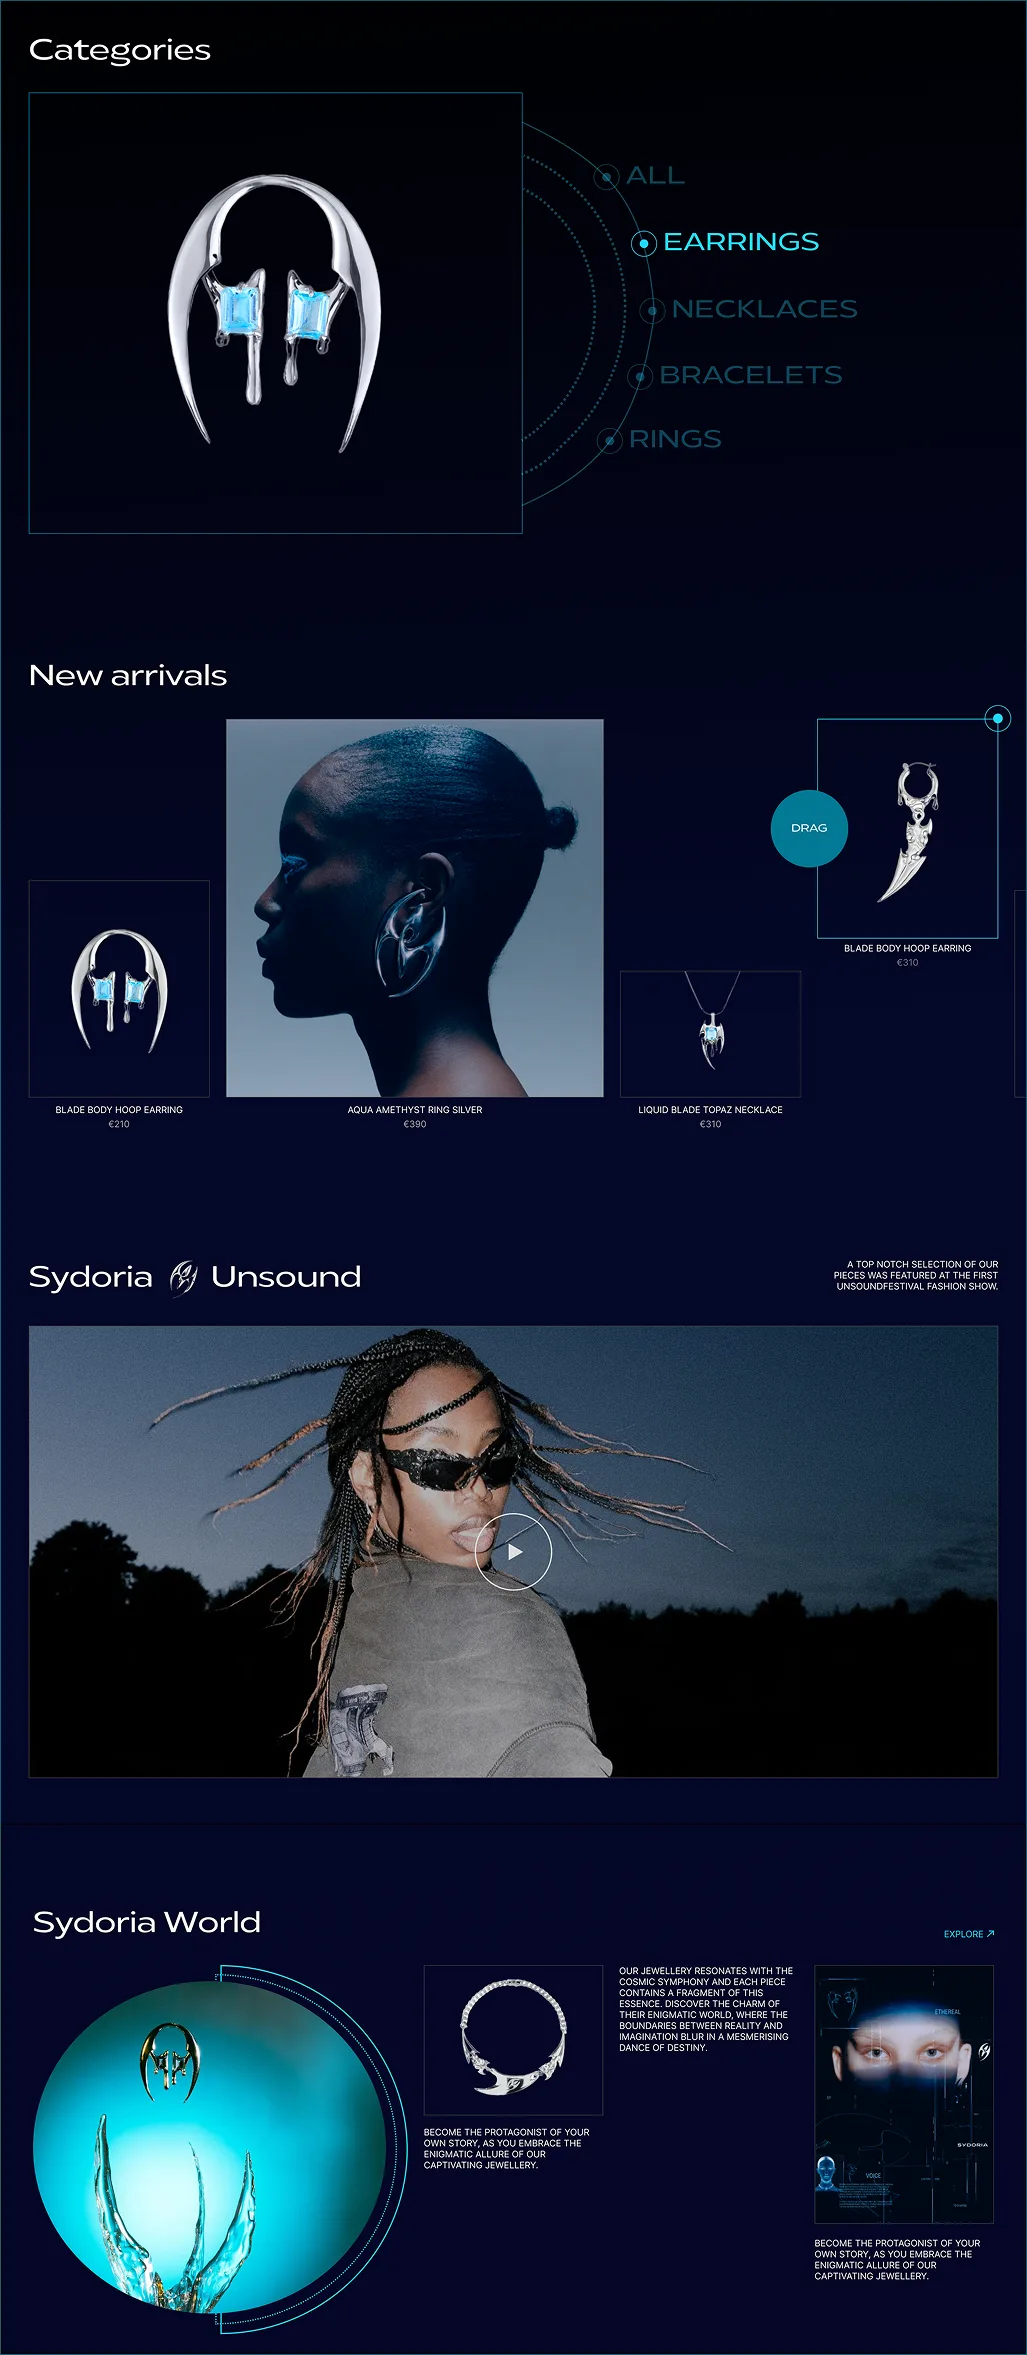 Categories
ALL
EARRINGS
NECKLACES
BRACELETS
RINGS
New arrivals
DRAG
BLADE BODY HOOP EARRING
€310
BLADE BODY HOOP EARRING
€210
AQUA AMETHYST RING SILVER
€390
LIQUID BLADE TOPAZ NECKLACE
€310
Sydoria Unsound
A TOP NOTCH SELECTION OF OUR
PIECES WAS FEATURED AT THE FIRST
UNSOUNDFESTIVAL FASHION SHOW.
Sydoria World
EXPLORE
BECOME THE PROTAGONIST OF YOUR
OWN STORY, AS YOU EMBRACE THE
ENIGMATIC ALLURE OF OUR
CAPTIVATING JEWELLERY.
OUR JEWELLERY RESONATES WITH THE
COSMIC SYMPHONY AND EACH PIECE
CONTAINS A FRAGMENT OF THIS
ESSENCE. DISCOVER THE CHARM OF
THEIR ENIGMATIC WORLD, WHERE THE
BOUNDARIES BETWEEN REALITY AND
IMAGINATION BLUR IN A MESMERISING
DANCE OF DESTINY.
ETHEREAL
SYDORIA
VOICE
BECOME THE PROTAGONIST OF YOUR
OWN STORY, AS YOU EMBRACE THE
ENIGMATIC ALLURE OF OUR
CAPTIVATING JEWELLERY.